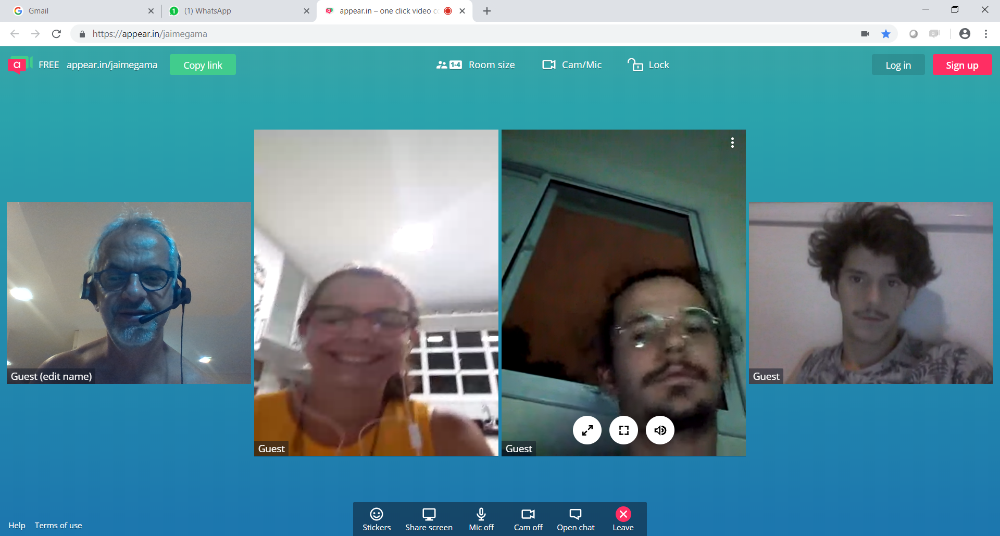 Gmail
(1) WhatsApp
appear.in – one click video c
https://appear.in/jaimegama
a FREE appear.in/jaimegama Copy link
1-4 Room size Cam/Mic Lock
Log in Sign up
Guest (edit name)
Guest
Guest
Guest
Stickers Share screen Mic off Cam off Open chat Leave
Help Terms of use